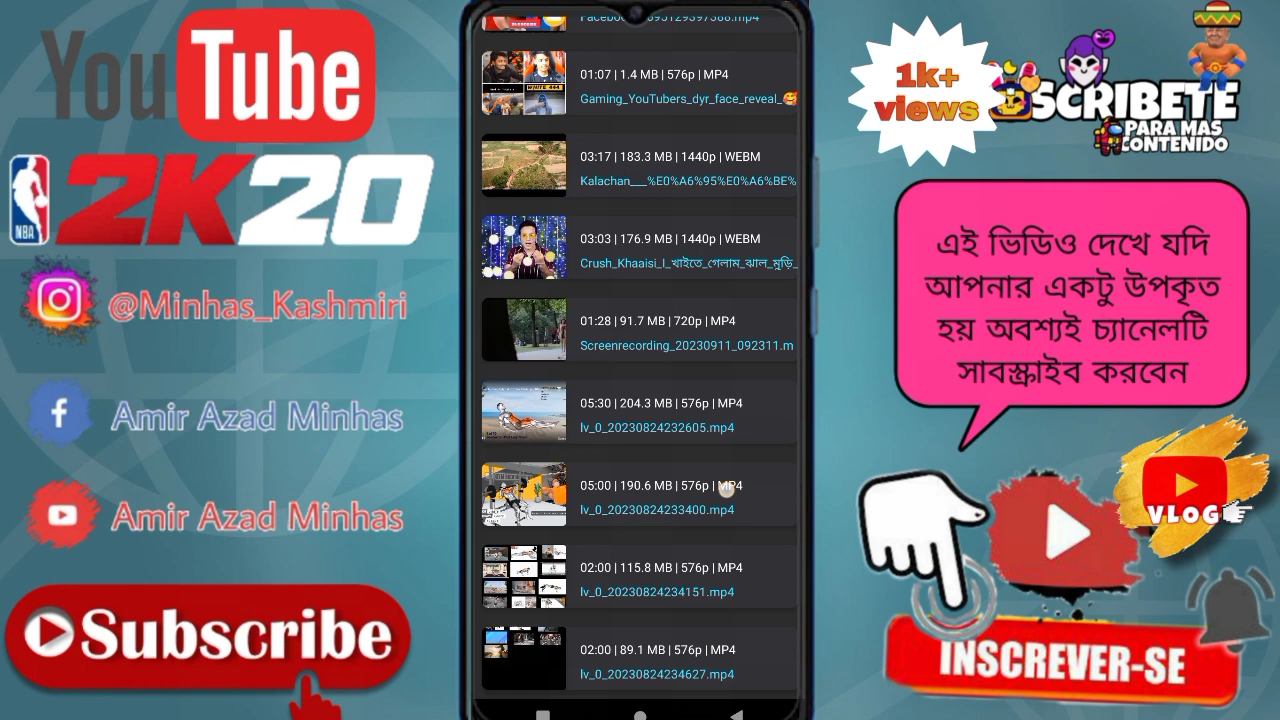 YouTube
NBA
2K20
@Minhas_Kashmiri
Amir Azad Minhas
Amir Azad Minhas
Subscribe
01:07 | 1.4 MB | 576p | MP4
Gaming_YouTubers_dyr_face_reveal_🥰
03:17 | 183.3 MB | 1440p | WEBM
Kalachan___%E0%A6%95%E0%A6%BE%
03:03 | 176.9 MB | 1440p | WEBM
Crush_Khaaisi_I_খাইতে_গেলাম_ঝাল_মুড়ি_
01:28 | 91.7 MB | 720p | MP4
Screenrecording_20230911_092311.m
05:30 | 204.3 MB | 576p | MP4
lv_0_20230824232605.mp4
05:00 | 190.6 MB | 576p | MP4
lv_0_20230824233400.mp4
02:00 | 115.8 MB | 576p | MP4
lv_0_20230824234151.mp4
02:00 | 89.1 MB | 576p | MP4
lv_0_20230824234627.mp4
1k+
views
SCRIBETE
PARA MAS
CONTENIDO
এই ভিডিও দেখে যদি
আপনার একটু উপকৃত
হয় অবশ্যই চ্যানেলটি
সাবস্ক্রাইব করবেন
VLOG
INSCREVER-SE